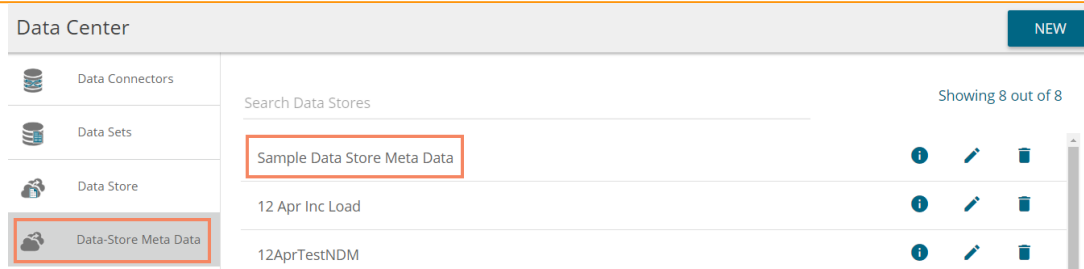 Data Center
NEW
Data Connectors
Data Sets
Data Store
Data-Store Meta Data
Search Data Stores
Showing 8 out of 8
Sample Data Store Meta Data
12 Apr Inc Load
12AprTestNDM